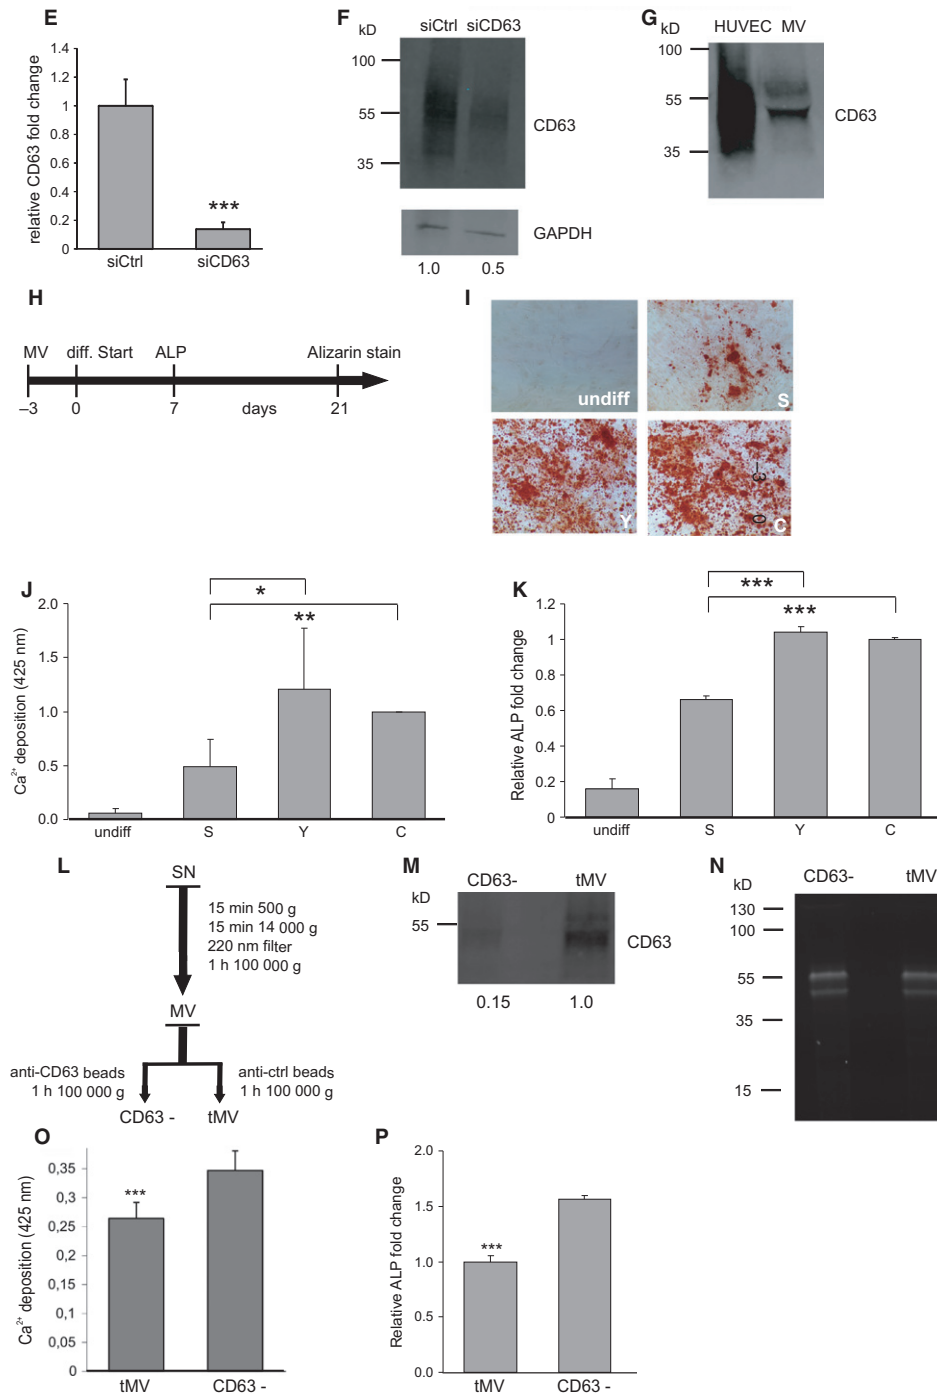 E
relative CD63 fold change
1.4
1.2
1
0.8
0.6
0.4
0.2
0
***
siCtrl siCD63
F
kD
siCtrl siCD63
100
55
35
CD63
GAPDH
1.0 0.5
G
kD
HUVEC MV
100
55
35
CD63
H
MV diff. Start ALP Alizarin stain
–3 0 7 days 21
I
undiff
S
Y
C
–3
0
J
Ca2+ deposition (425 nm)
2.0
1.5
1.0
0.5
0.0
*
**
undiff S Y C
K
Relative ALP fold change
1.2
1
0.8
0.6
0.4
0.2
0
***
***
undiff S Y C
L
SN
15 min 500 g
15 min 14 000 g
220 nm filter
1 h 100 000 g
MV
anti-CD63 beads
1 h 100 000 g
anti-ctrl beads
1 h 100 000 g
CD63 - tMV
M
kD
CD63- tMV
55
CD63
0.15 1.0
N
kD
CD63- tMV
130
100
55
35
15
O
Ca2+ deposition (425 nm)
0,35
0,3
0,25
0,2
0,15
0,1
0,05
0
***
tMV CD63 -
P
Relative ALP fold change
2.0
1.5
1.0
0.5
0.0
***
tMV CD63 -